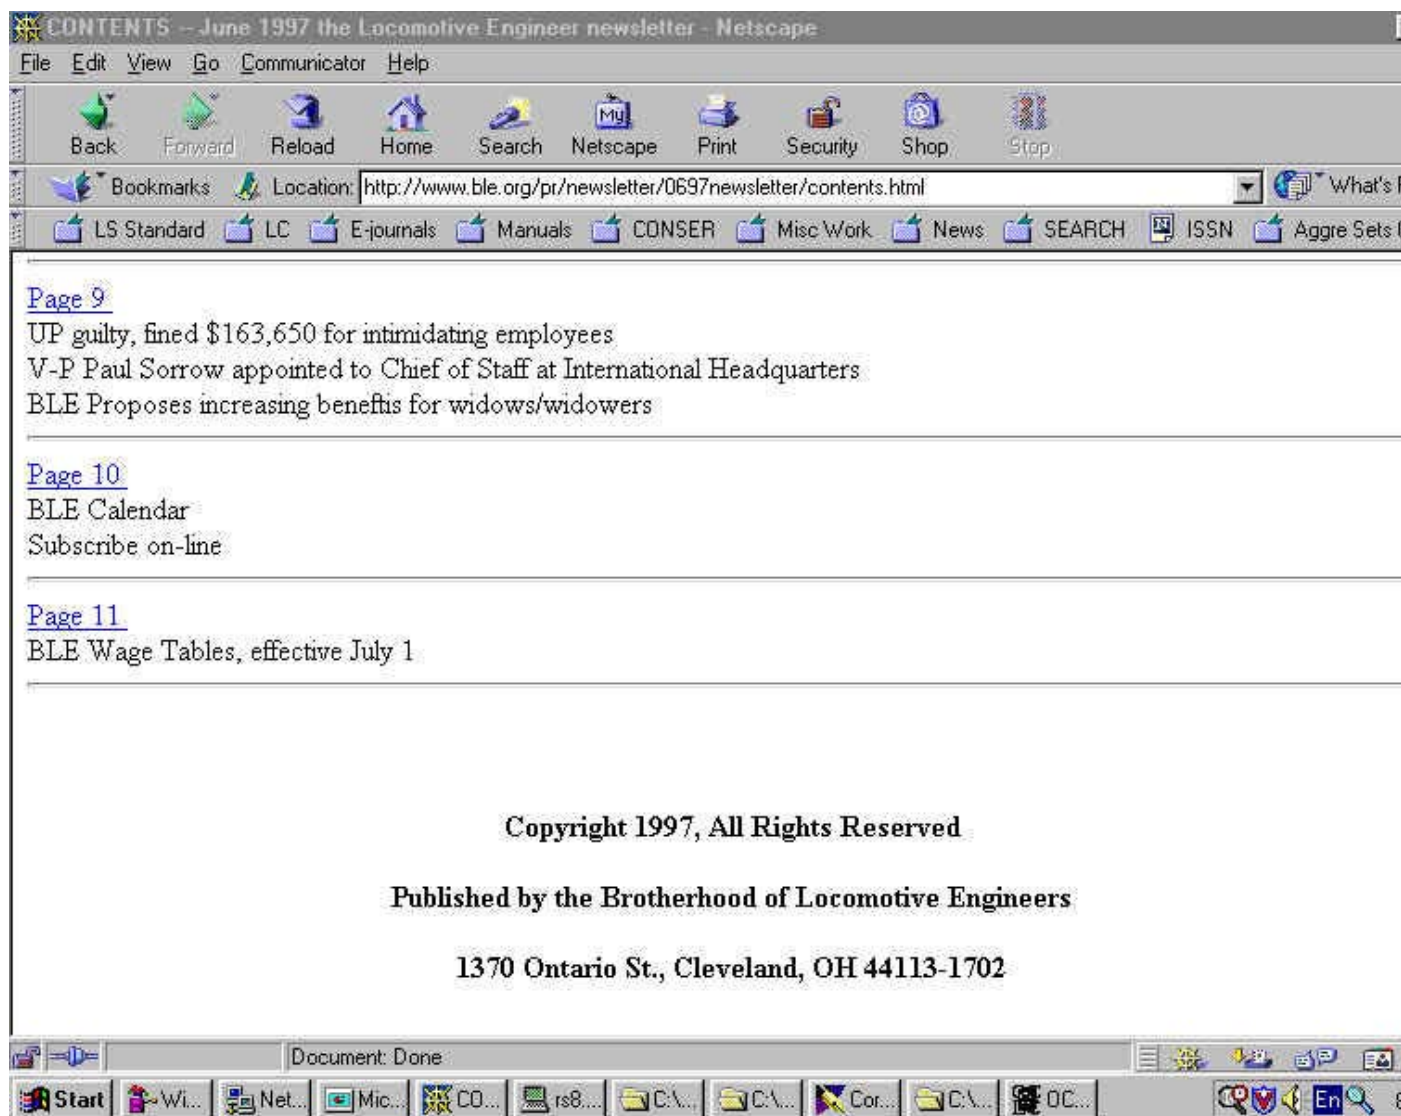 CONTENTS -- June 1997 the Locomotive Engineer newsletter - Netscape
File Edit View Go Communicator Help
My
Back Forward Reload Home Search Netscape Print Security Shop Stop
Bookmarks Location: http://www.ble.org/pr/newsletter/0697newsletter/contents.html What's
LS Standard LC E-journals Manuals CONSER Misc Work News SEARCH ISSN Aggre Sets
Page 9
UP guilty, fined $163,650 for intimidating employees
V-P Paul Sorrow appointed to Chief of Staff at International Headquarters
BLE Proposes increasing beneftis for widows/widowers
Page 10
BLE Calendar
Subscribe on-line
Page 11
BLE Wage Tables, effective July 1
Copyright 1997, All Rights Reserved
Published by the Brotherhood of Locomotive Engineers
1370 Ontario St., Cleveland, OH 44113-1702
Document: Done
Start Wi... Net... Mic... CO... rs8... C:\... C:\... Cor... C:\... OC... En